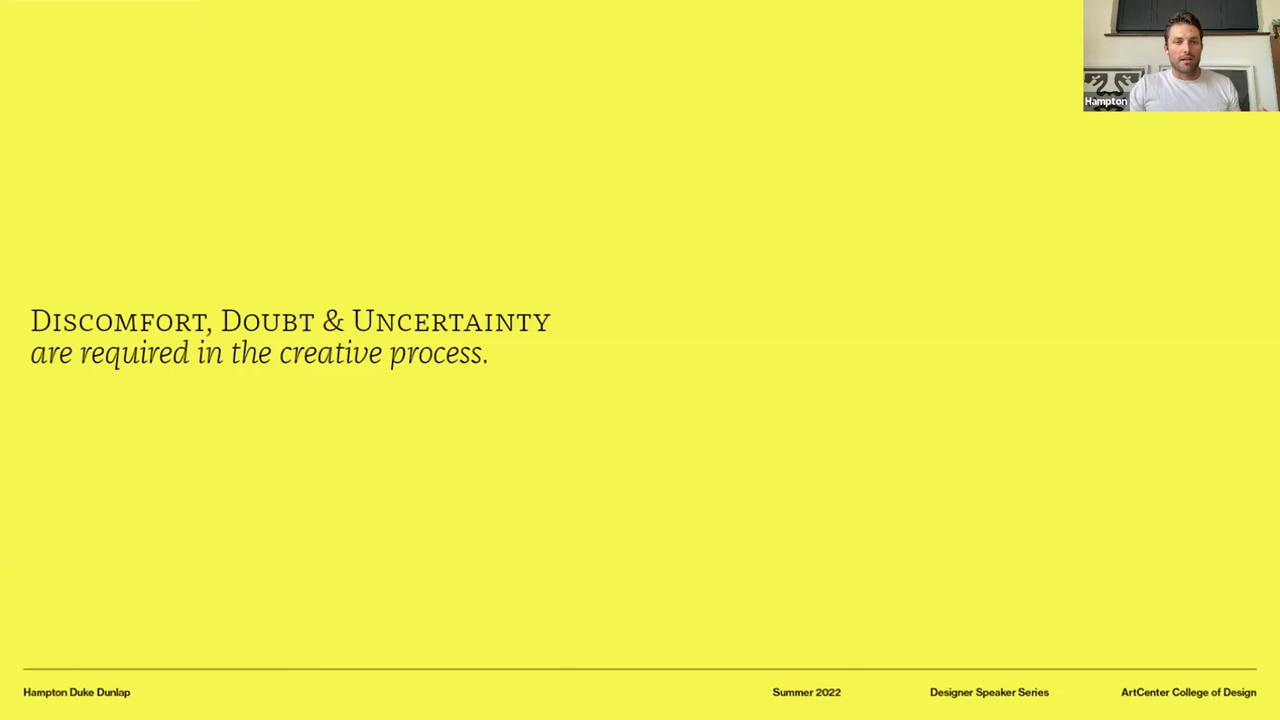 Hampton
Discomfort, Doubt & Uncertainty
are required in the creative process.
Hampton Duke Dunlap
Summer 2022
Designer Speaker Series
ArtCenter College of Design